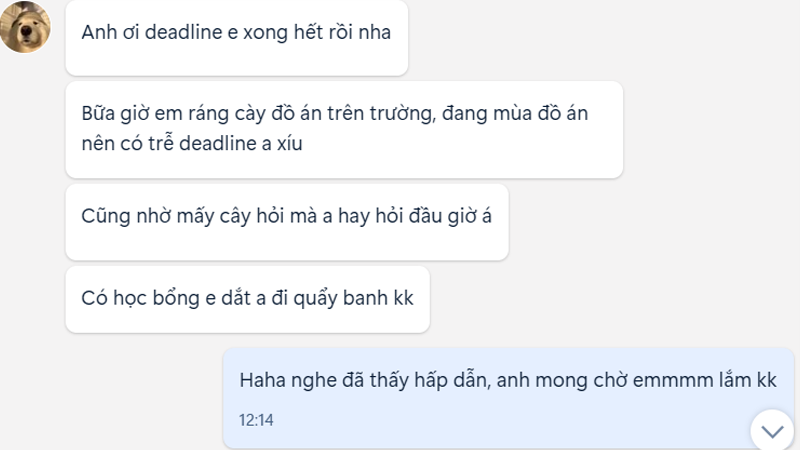 Anh ơi deadline e xong hết rồi nha
Bữa giờ em ráng cày đồ án trên trường, đang mùa đồ án
nên có trễ deadline a xíu
Cũng nhờ mấy cây hỏi mà a hay hỏi đầu giờ á
Có học bổng e dắt a đi quẩy banh kk
Haha nghe đã thấy hấp dẫn, anh mong chờ emmmm lắm kk
12:14